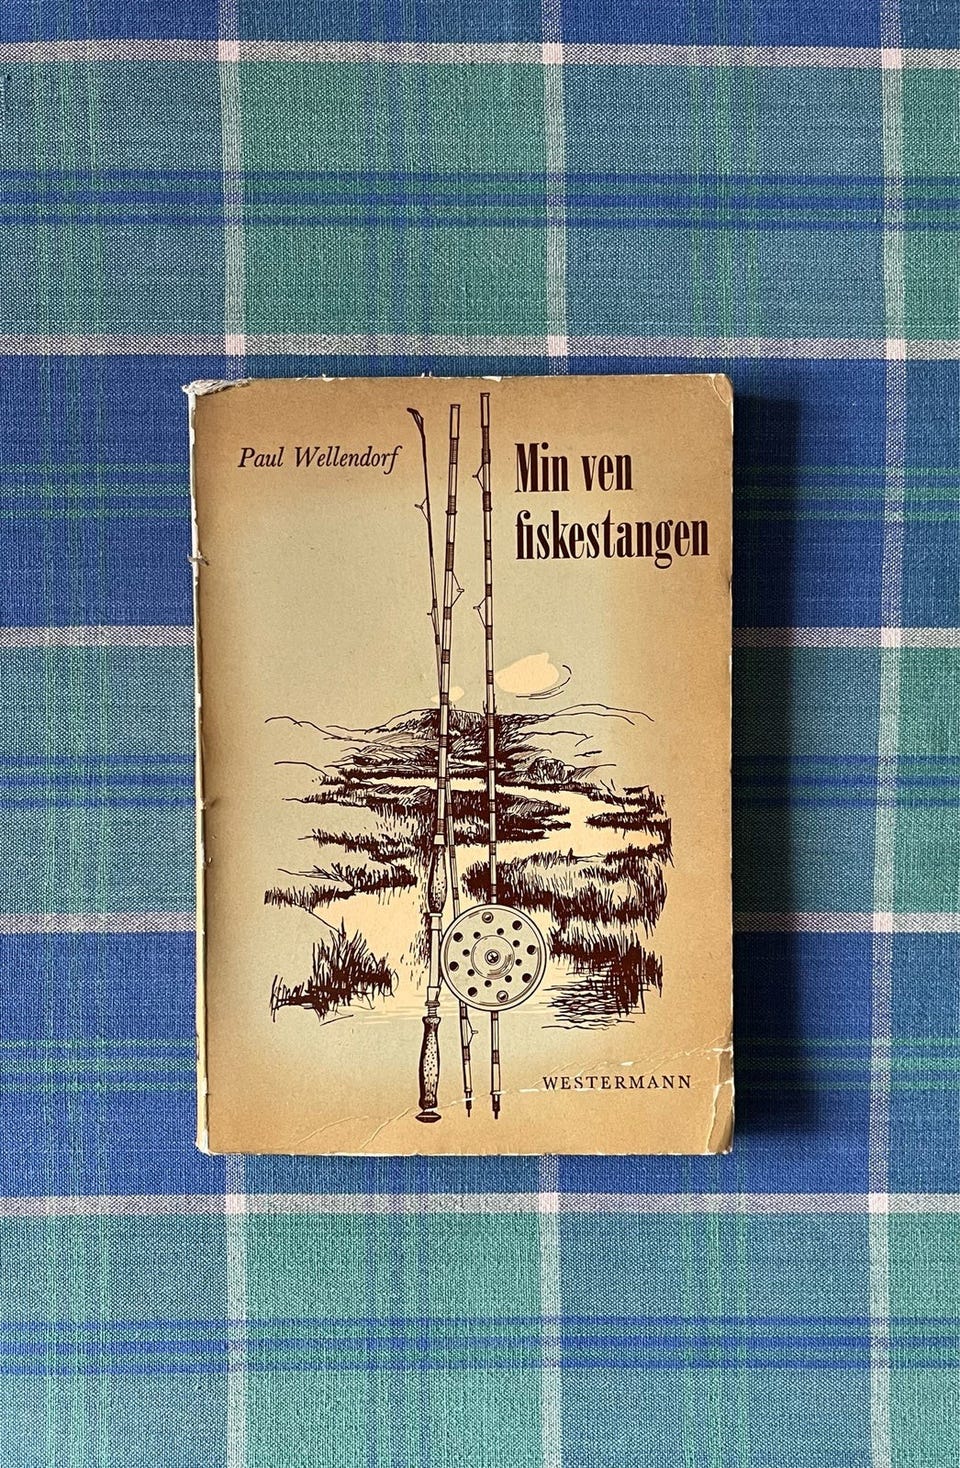 Paul Wellendorf
Min ven
fiskestangen
WESTERMANN